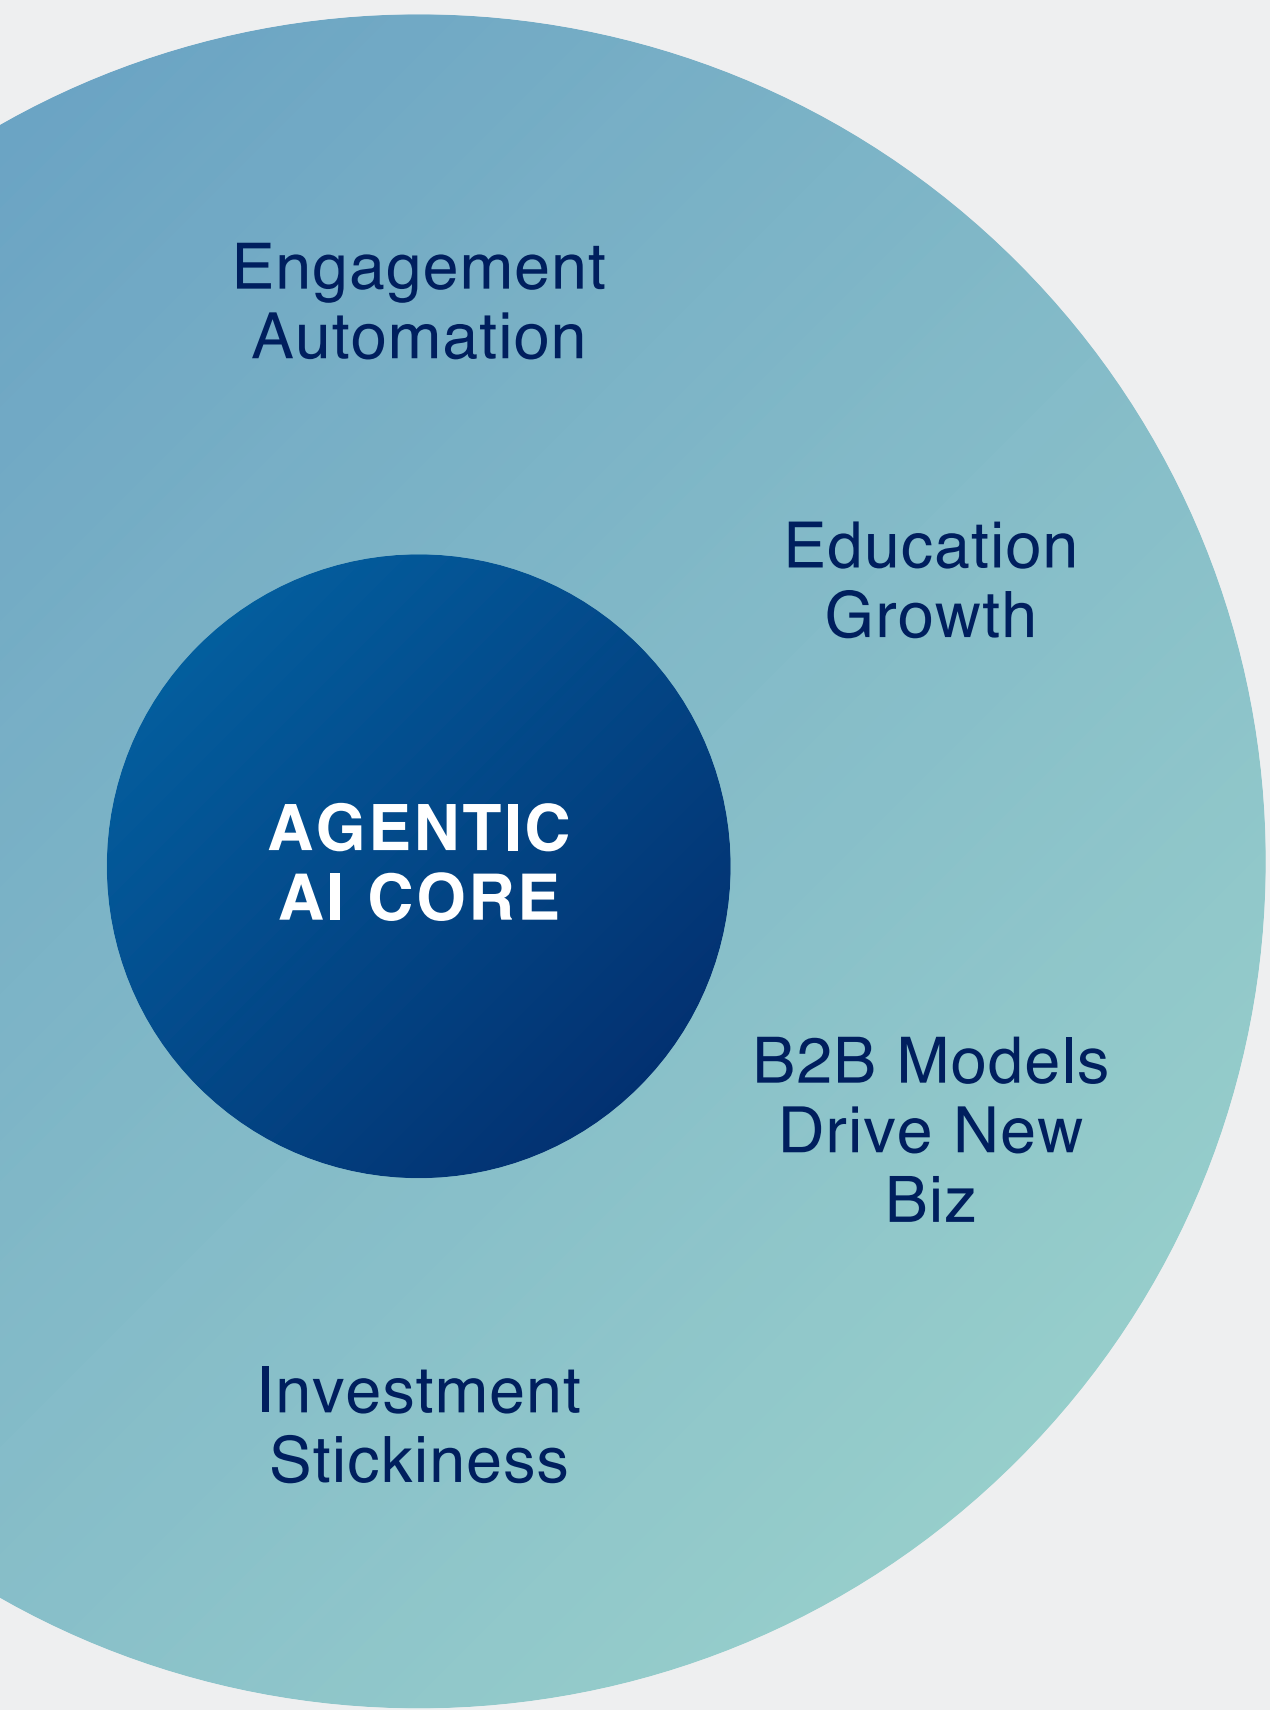 Engagement
Automation
Education
Growth
AGENTIC
AI CORE
B2B Models
Drive New
Biz
Investment
Stickiness